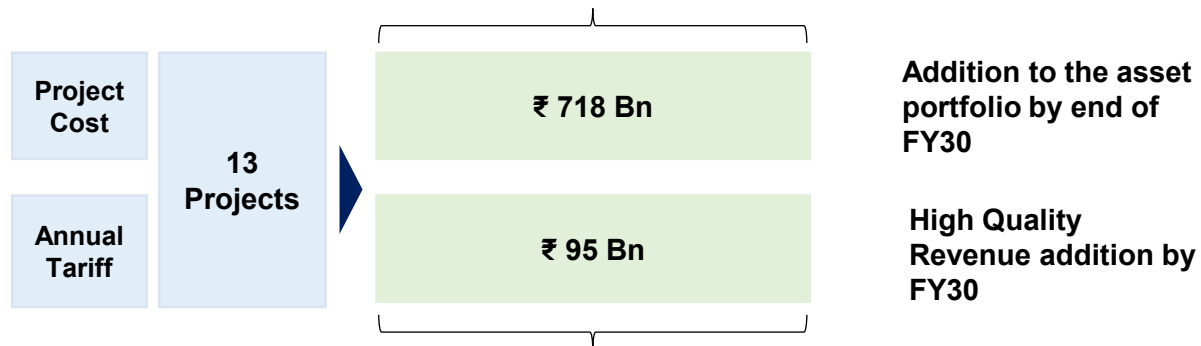 Project
Cost
13
Projects
₹ 718 Bn
Addition to the asset
portfolio by end of
FY30
Annual
Tariff
₹ 95 Bn
High Quality
Revenue addition by
FY30